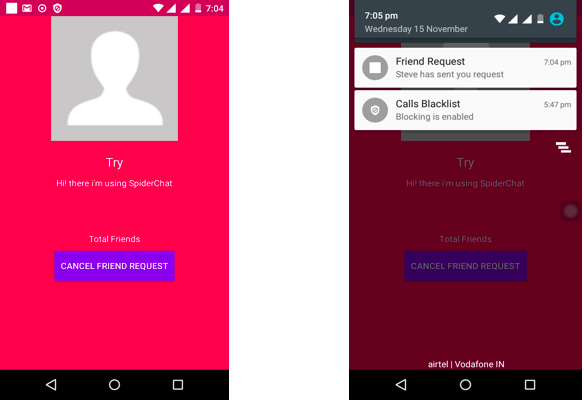 7:04
Try
Hi! there i'm using SpiderChat
Total Friends
CANCEL FRIEND REQUEST
7:05 pm
Wednesday 15 November
Friend Request
7:04 pm
Steve has sent you request
Calls Blacklist
5:47 pm
Blocking is enabled
Try
Hi! there i'm using SpiderChat
Total Friends
CANCEL FRIEND REQUEST
airtel | Vodafone IN